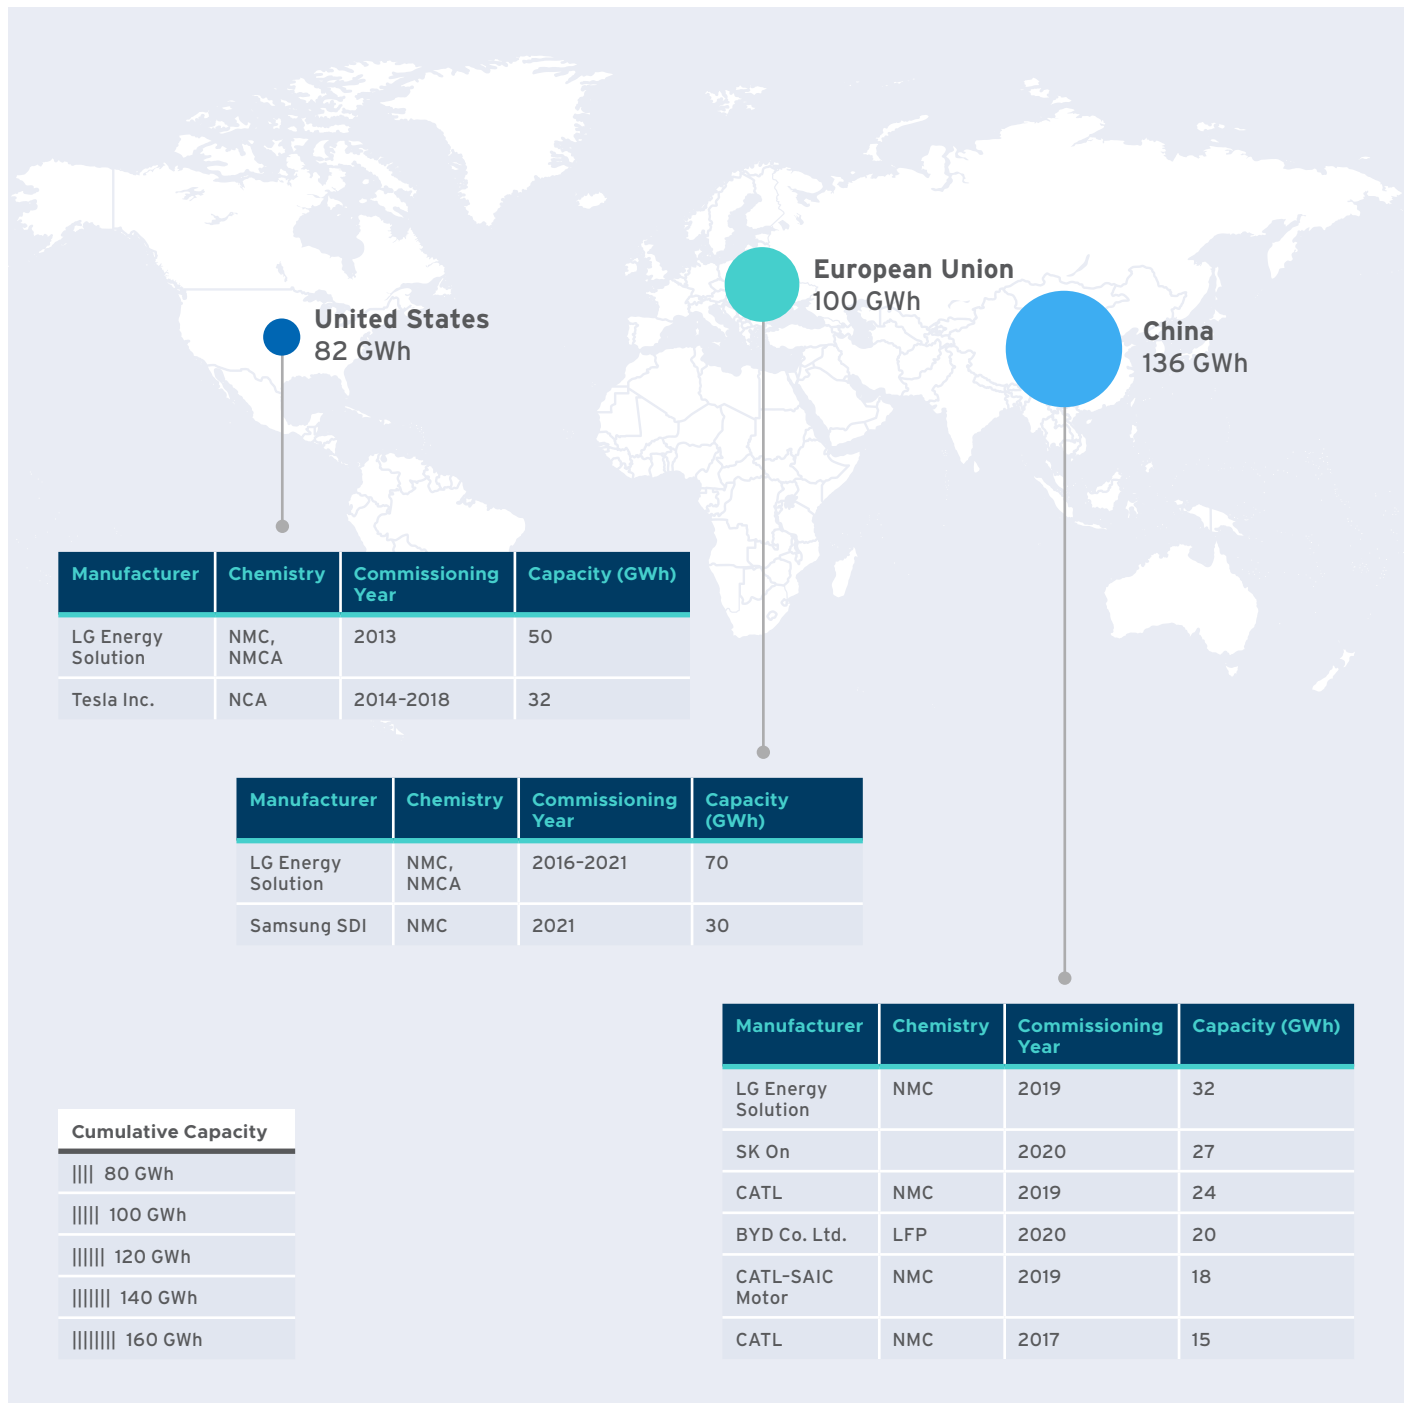 European Union
100 GWh
United States
82 GWh
China
136 GWh
Manufacturer Chemistry Commissioning Year Capacity (GWh)
LG Energy Solution NMC, NMCA 2013 50
Tesla Inc. NCA 2014–2018 32
Manufacturer Chemistry Commissioning Year Capacity (GWh)
LG Energy Solution NMC, NMCA 2016–2021 70
Samsung SDI NMC 2021 30
Manufacturer Chemistry Commissioning Year Capacity (GWh)
LG Energy Solution NMC 2019 32
SK On 2020 27
CATL NMC 2019 24
BYD Co. Ltd. LFP 2020 20
CATL–SAIC Motor NMC 2019 18
CATL NMC 2017 15
Cumulative Capacity
|||| 80 GWh
||||| 100 GWh
|||||| 120 GWh
||||||| 140 GWh
|||||||| 160 GWh